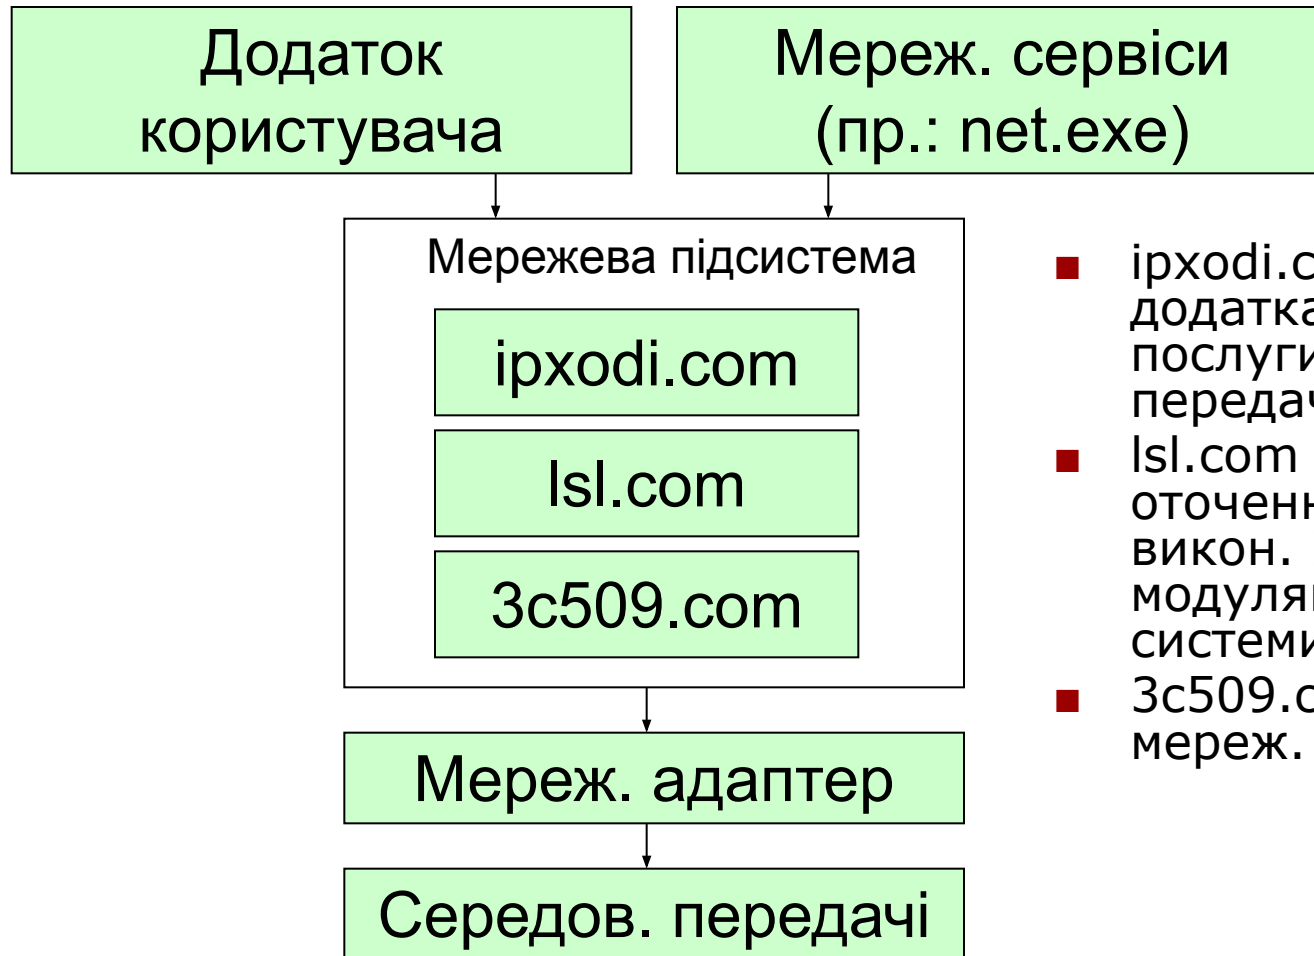 Додаток
користувача
Мереж. сервіси
(пр.: net.exe)
Мережева підсистема
ipxodi.com
lsl.com
3c509.com
Мереж. адаптер
Середов. передачі
ipxodi.c
додатка
послуги
передач
lsl.com
оточенн
викон.
модуля
системи
3c509.c
мереж.